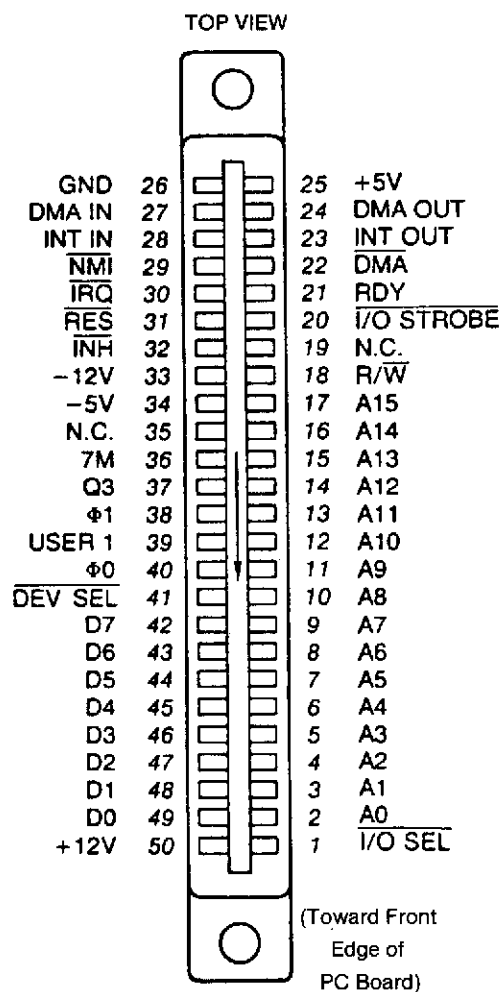 TOP VIEW
GND 26 25 +5V
DMA IN 27 24 DMA OUT
INT IN 28 23 INT OUT
NMI 29 22 DMA
IRQ 30 21 RDY
RES 31 20 I/O STROBE
INH 32 19 N.C.
−12V 33 18 R/W
−5V 34 17 A15
N.C. 35 16 A14
7M 36 15 A13
Q3 37 14 A12
Φ1 38 13 A11
USER 1 39 12 A10
Φ0 40 11 A9
DEV SEL 41 10 A8
D7 42 9 A7
D6 43 8 A6
D5 44 7 A5
D4 45 6 A4
D3 46 5 A3
D2 47 4 A2
D1 48 3 A1
D0 49 2 A0
+12V 50 1 I/O SEL
(Toward Front
Edge of
PC Board)